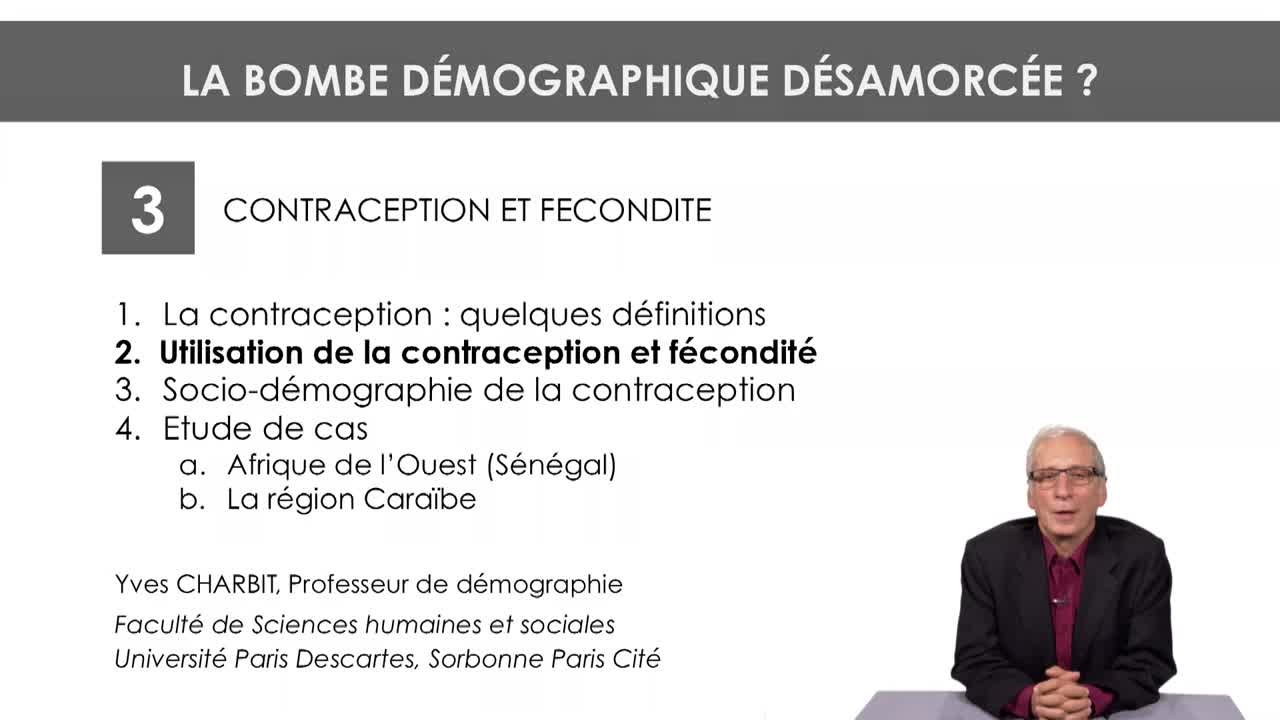 LA BOMBE DÉMOGRAPHIQUE DÉSAMORCÉE ?
3
CONTRACEPTION ET FECONDITE
1. La contraception : quelques définitions
2. Utilisation de la contraception et fécondité
3. Socio-démographie de la contraception
4. Etude de cas
a. Afrique de l’Ouest (Sénégal)
b. La région Caraïbe
Yves CHARBIT, Professeur de démographie
Faculté de Sciences humaines et sociales
Université Paris Descartes, Sorbonne Paris Cité